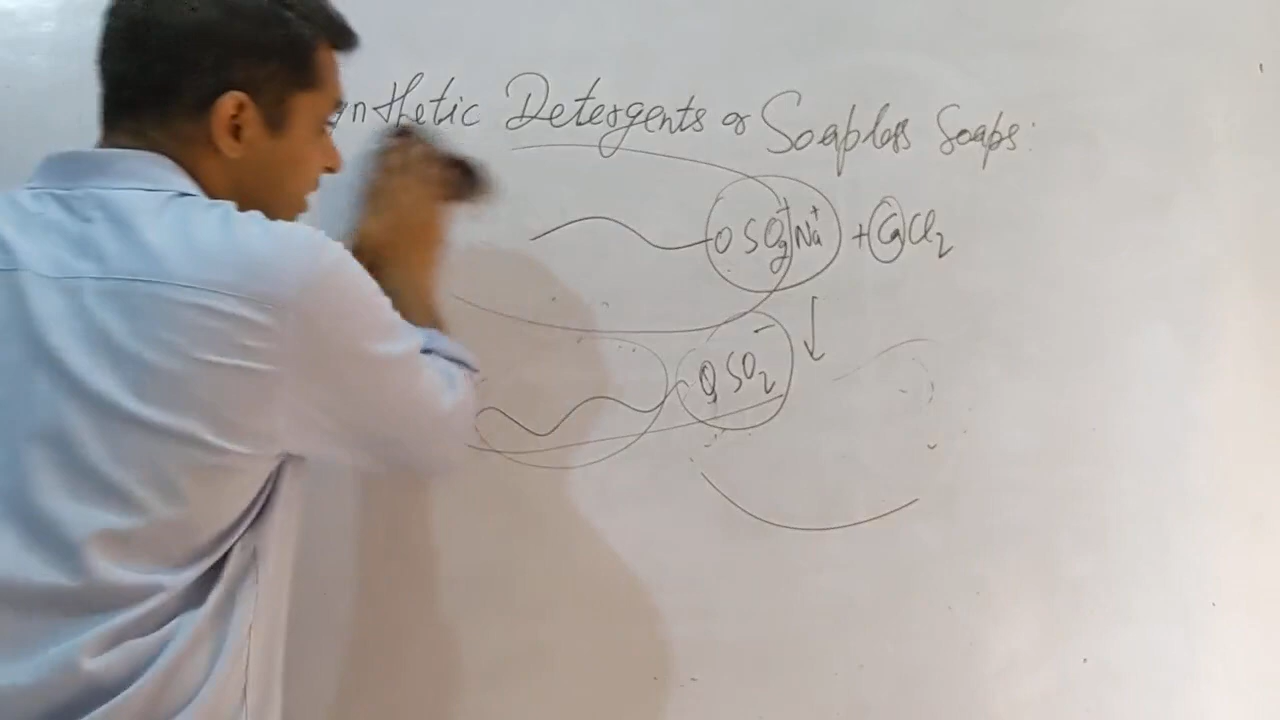 nthetic Detergents or Soapless Soaps:
OSO3 Na+ + CaCl2
OSO2-